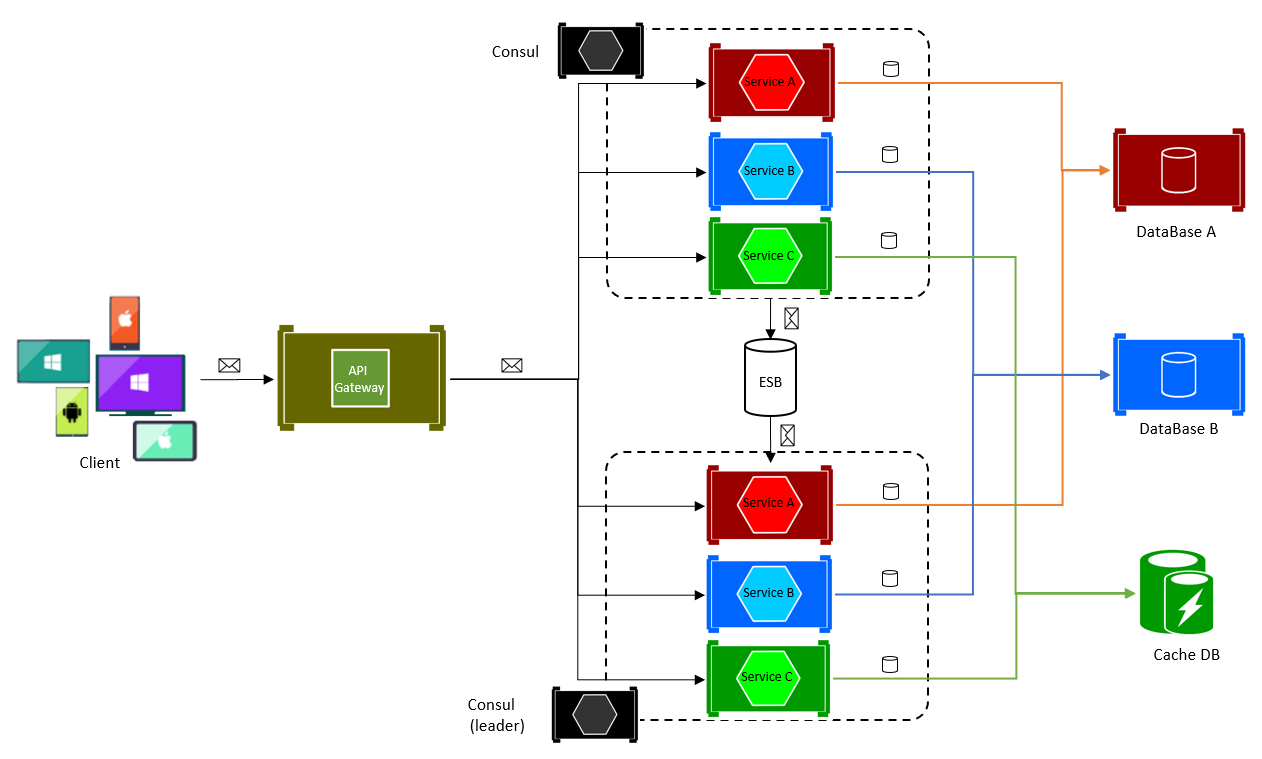 Consul
Service A
Service B
Service C
DataBase A
API
Gateway
ESB
DataBase B
Client
Service A
Service B
Service C
Cache DB
Consul
(leader)